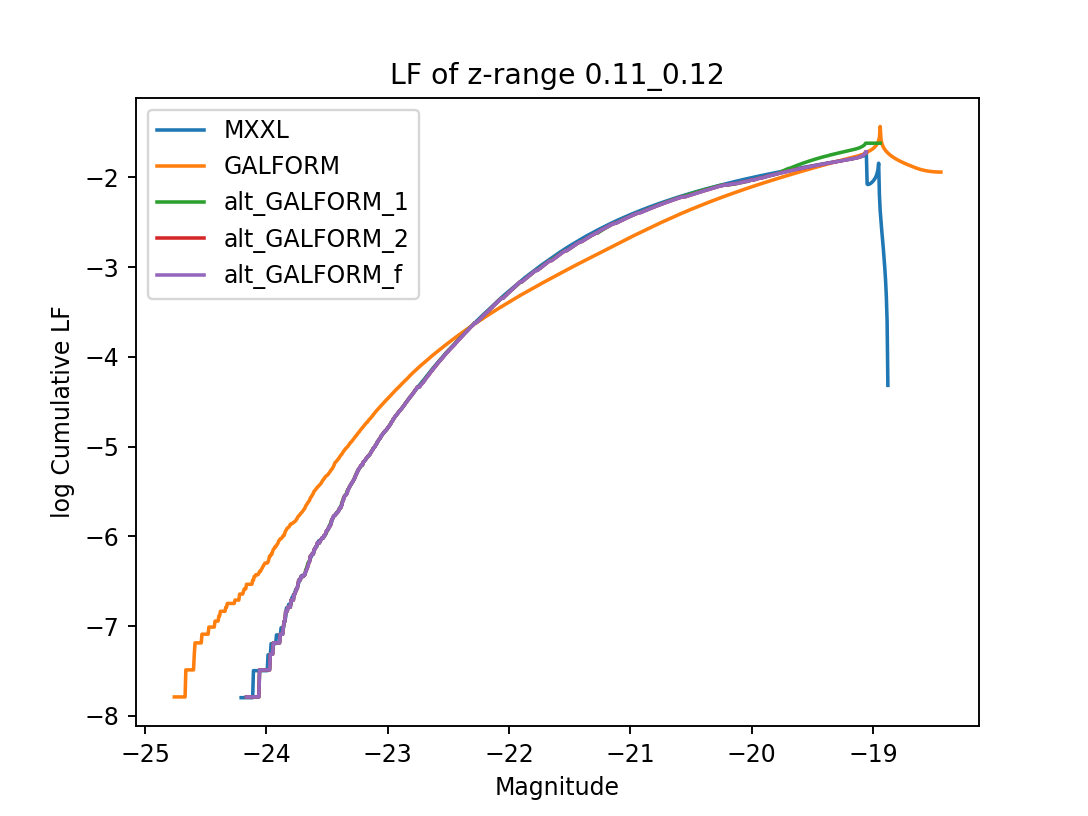 LF of z-range 0.11_0.12
MXXL
GALFORM
alt_GALFORM_1
alt_GALFORM_2
alt_GALFORM_f
log Cumulative LF
−2
−3
−4
−5
−6
−7
−8
−25 −24 −23 −22 −21 −20 −19
Magnitude